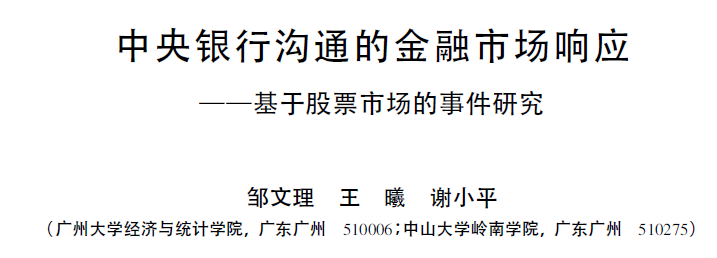 中央银行沟通的金融市场响应
——基于股票市场的事件研究
邹文理　王　曦　谢小平
（广州大学经济与统计学院，广东广州　510006；中山大学岭南学院，广东广州　510275）